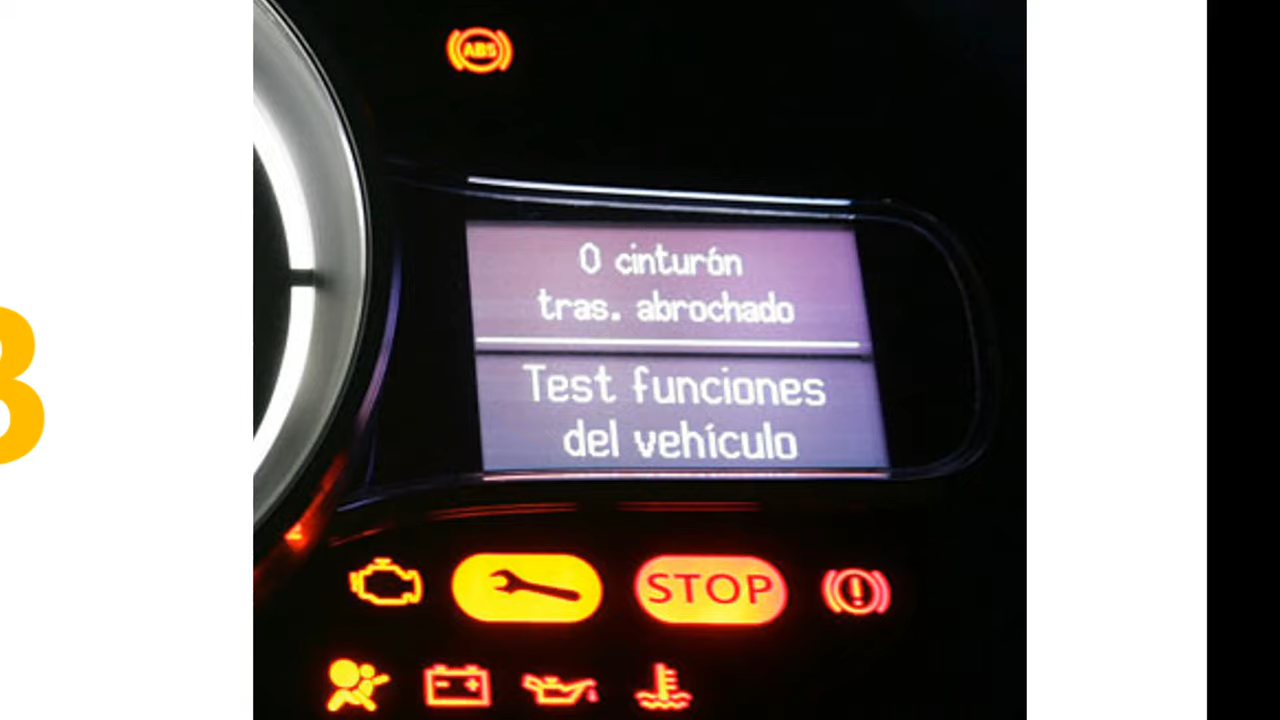 ABS
0 cinturón
tras. abrochado
Test funciones
del vehículo
STOP